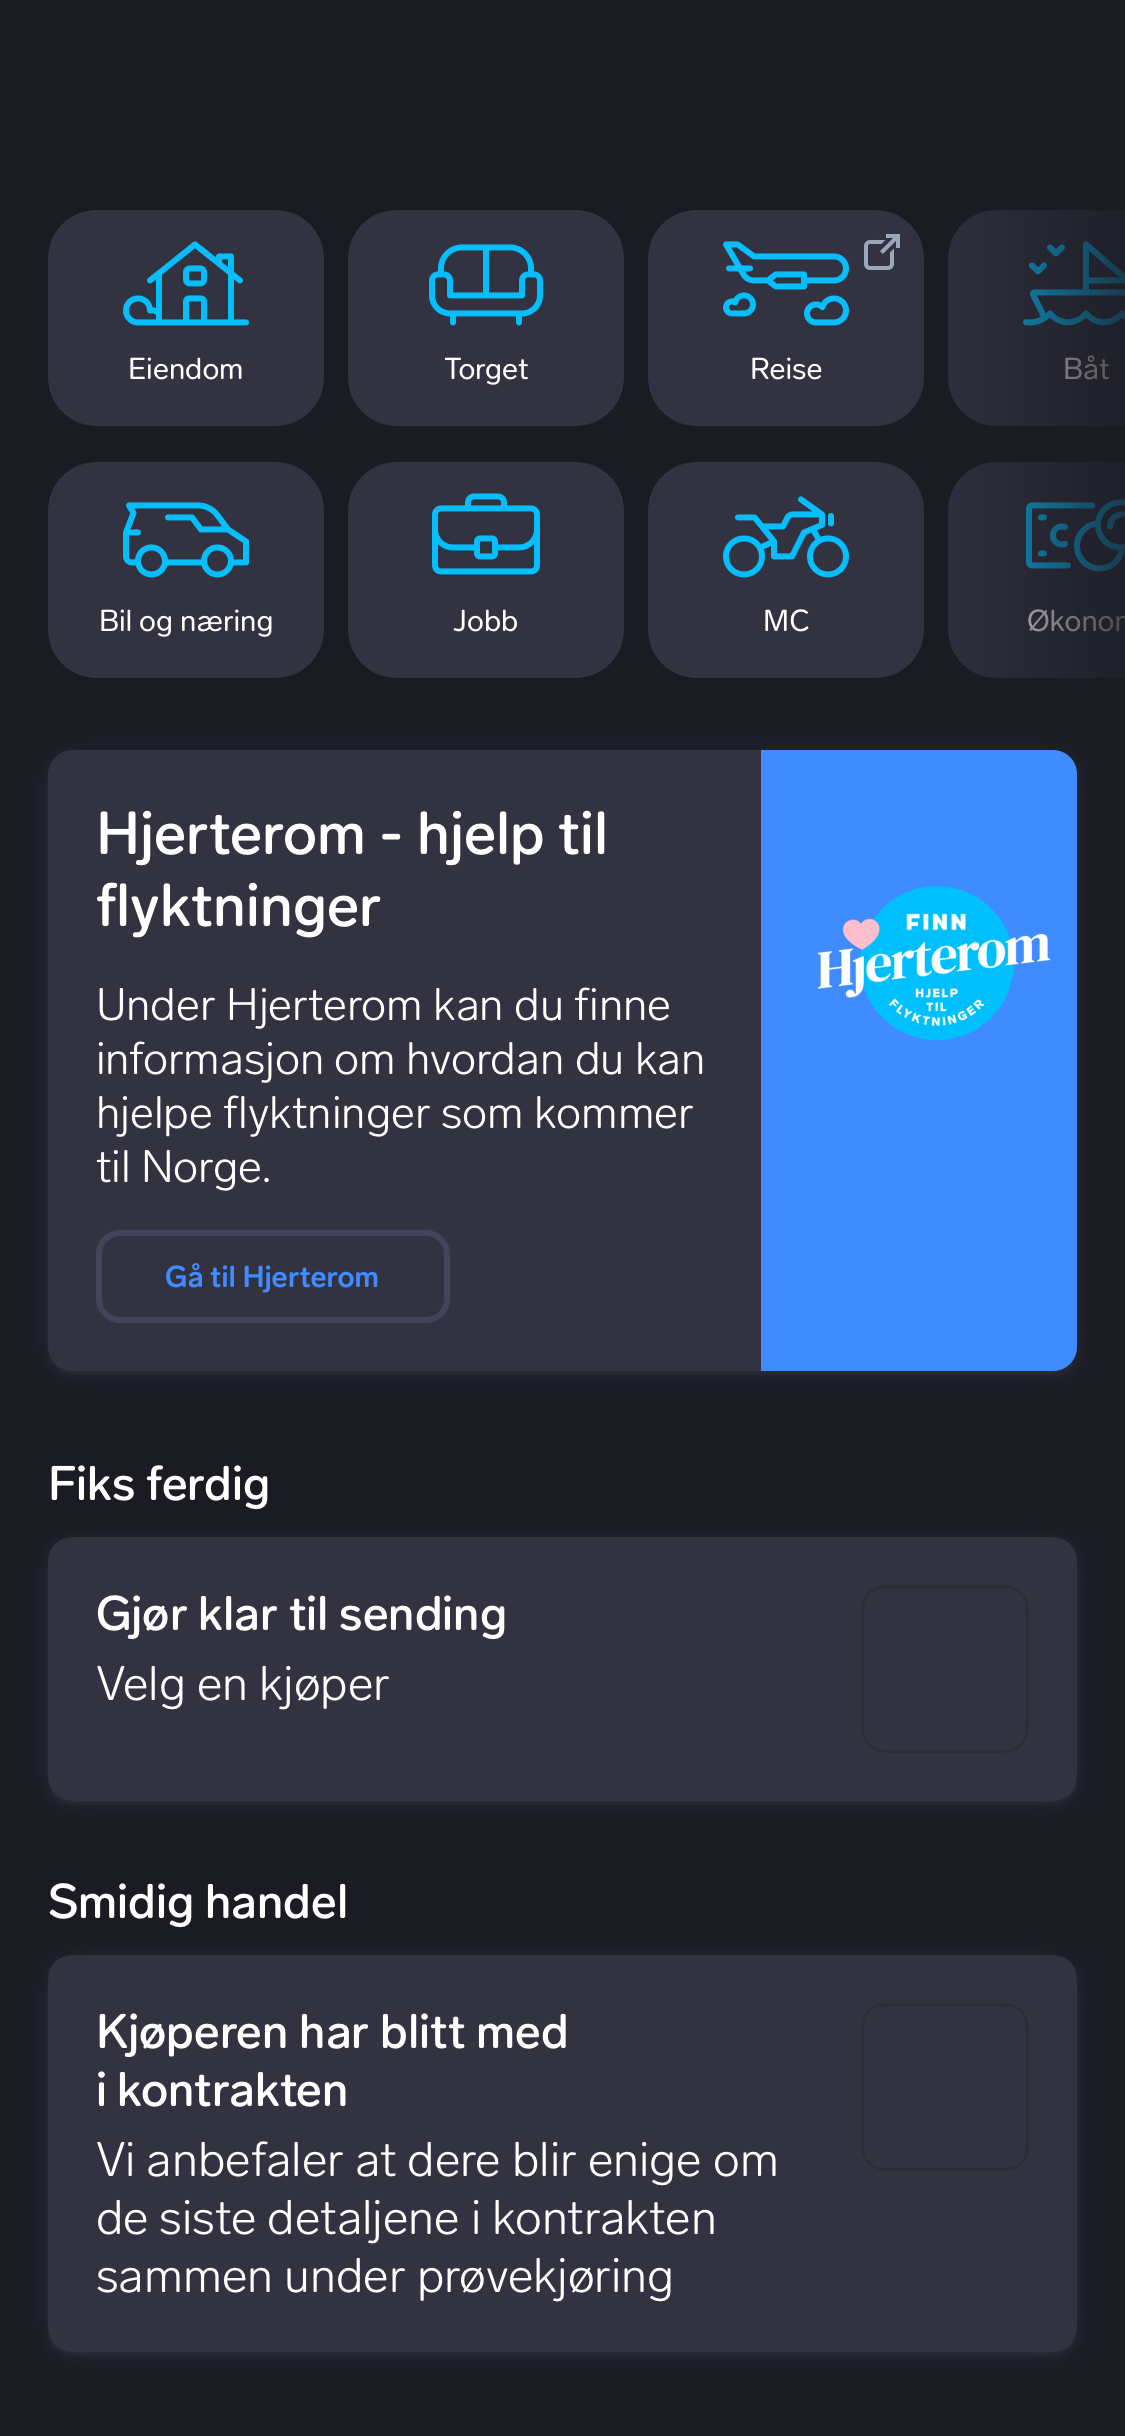 Eiendom
Torget
Reise
Båt
Bil og næring
Jobb
MC
Hjerterom - hjelp til
flyktninger
Under Hjerterom kan du finne
informasjon om hvordan du kan
hjelpe flyktninger som kommer
til Norge.
Gå til Hjerterom
FINN
Hjerterom
HJELP
TIL
FLYKTNINGER
Fiks ferdig
Gjør klar til sending
Velg en kjøper
Smidig handel
Kjøperen har blitt med
i kontrakten
Vi anbefaler at dere blir enige om
de siste detaljene i kontrakten
sammen under prøvekjøring